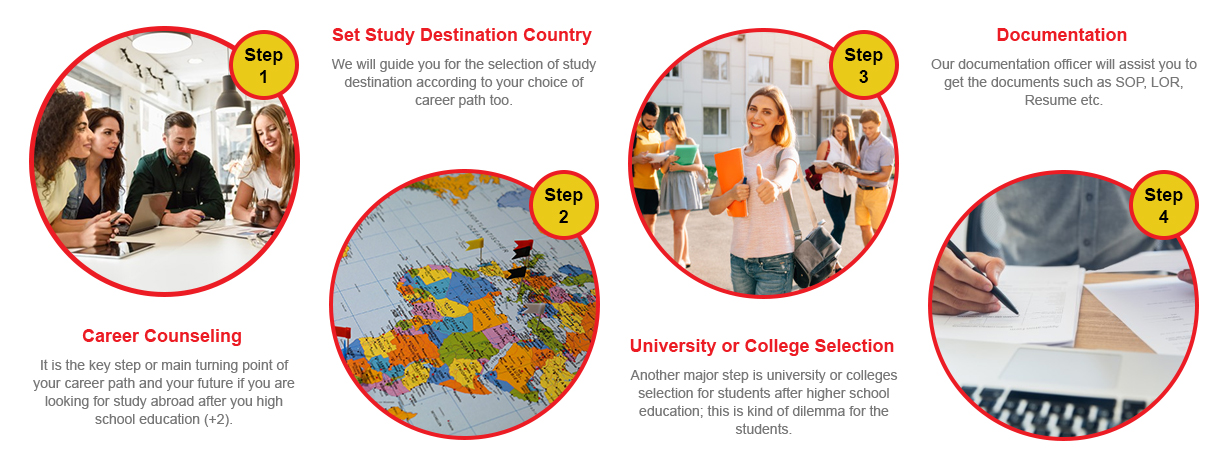 Step
1
Career Counseling
It is the key step or main turning point of
your career path and your future if you are
looking for study abroad after you high
school education (+2).
Set Study Destination Country
We will guide you for the selection of study
destination according to your choice of
career path too.
Step
2
Step
3
University or College Selection
Another major step is university or colleges
selection for students after higher school
education; this is kind of dilemma for the
students.
Documentation
Our documentation officer will assist you to
get the documents such as SOP, LOR,
Resume etc.
Step
4